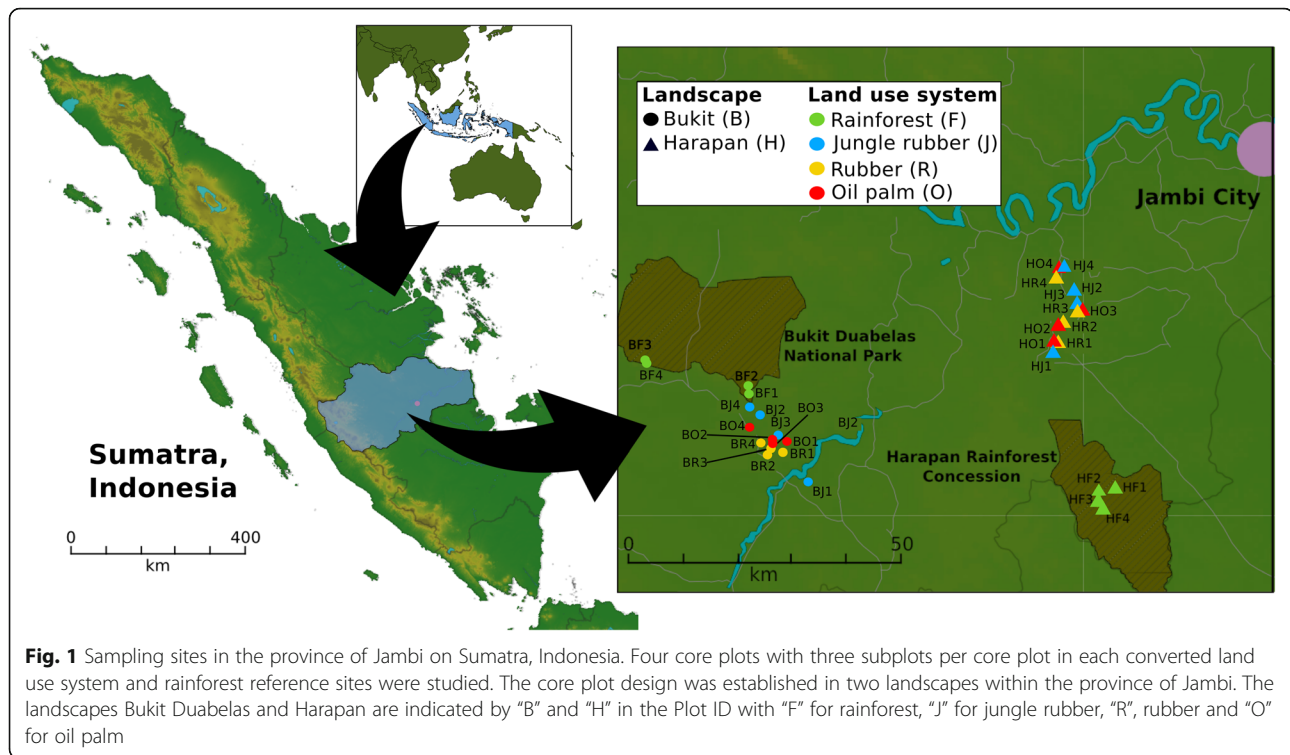 Landscape
Bukit (B)
Harapan (H)
Land use system
Rainforest (F)
Jungle rubber (J)
Rubber (R)
Oil palm (O)
Jambi City
HO4
HJ4
HR4
HJ2
HJ3
HR3
HO3
HO2
HR2
HO1
HR1
HJ1
Bukit Duabelas
National Park
BF3
BF4
BF2
BF1
BJ4
BJ2
BO3
BJ3
BJ2
BO4
BO2
BR4
BO1
BR3
BR1
BR2
BJ1
Harapan Rainforest
Concession
HF2
HF1
HF3
HF4
0 50
km
Sumatra,
Indonesia
0 400
km
Fig. 1 Sampling sites in the province of Jambi on Sumatra, Indonesia. Four core plots with three subplots per core plot in each converted land
use system and rainforest reference sites were studied. The core plot design was established in two landscapes within the province of Jambi. The
landscapes Bukit Duabelas and Harapan are indicated by “B” and “H” in the Plot ID with “F” for rainforest, “J” for jungle rubber, “R”, rubber and “O”
for oil palm